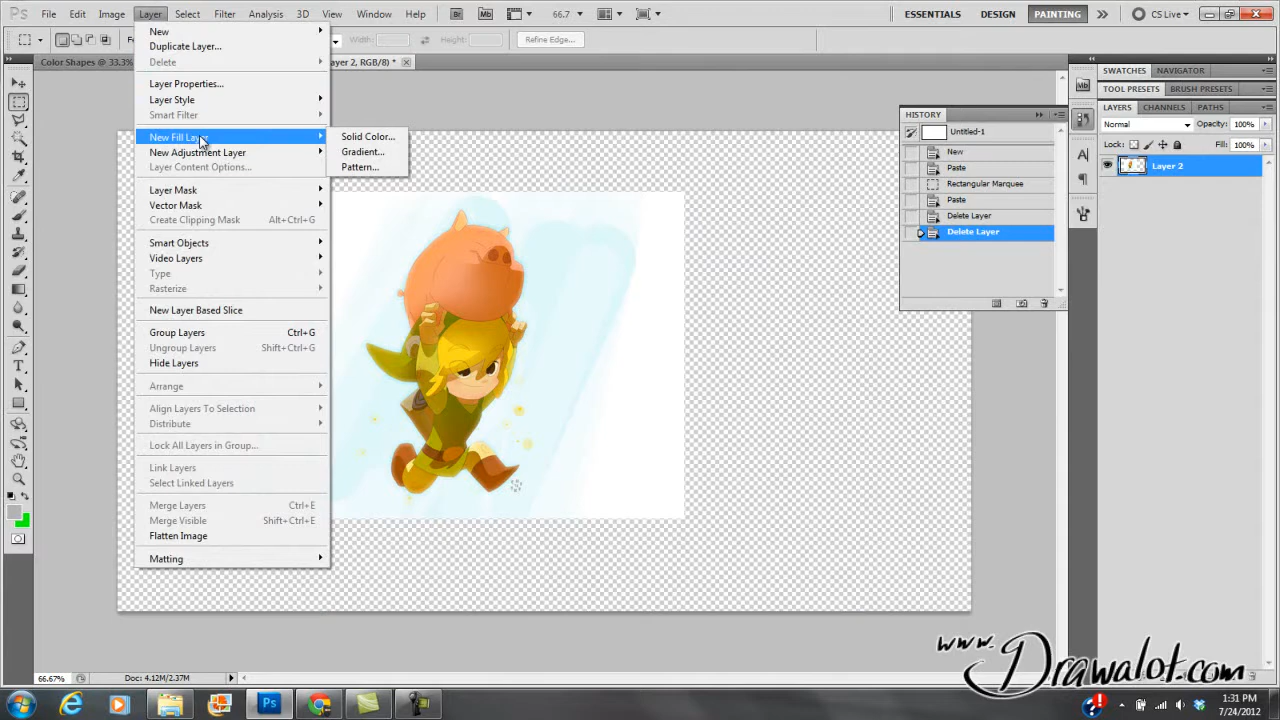 Ps File Edit Image Layer Select Filter Analysis 3D View Window Help Br Mb 66.7 ESSENTIALS DESIGN PAINTING CS Live
Width: Height: Refine Edge...
Color Shapes @ 33.3% ayer 2, RGB/8) *
New
Duplicate Layer...
Delete
Layer Properties...
Layer Style
Smart Filter
New Fill Layer
New Adjustment Layer
Layer Content Options...
Layer Mask
Vector Mask
Create Clipping Mask Alt+Ctrl+G
Smart Objects
Video Layers
Type
Rasterize
New Layer Based Slice
Group Layers Ctrl+G
Ungroup Layers Shift+Ctrl+G
Hide Layers
Arrange
Align Layers To Selection
Distribute
Lock All Layers in Group...
Link Layers
Select Linked Layers
Merge Layers Ctrl+E
Merge Visible Shift+Ctrl+E
Flatten Image
Matting
Solid Color...
Gradient...
Pattern...
HISTORY
Untitled-1
New
Paste
Rectangular Marquee
Paste
Delete Layer
Delete Layer
SWATCHES NAVIGATOR
TOOL PRESETS BRUSH PRESETS
LAYERS CHANNELS PATHS
Normal Opacity: 100%
Lock: Fill: 100%
Layer 2
66.67% Doc: 4.12M/2.37M
www.Drawalot.com
Ps
1:31 PM
7/24/2012